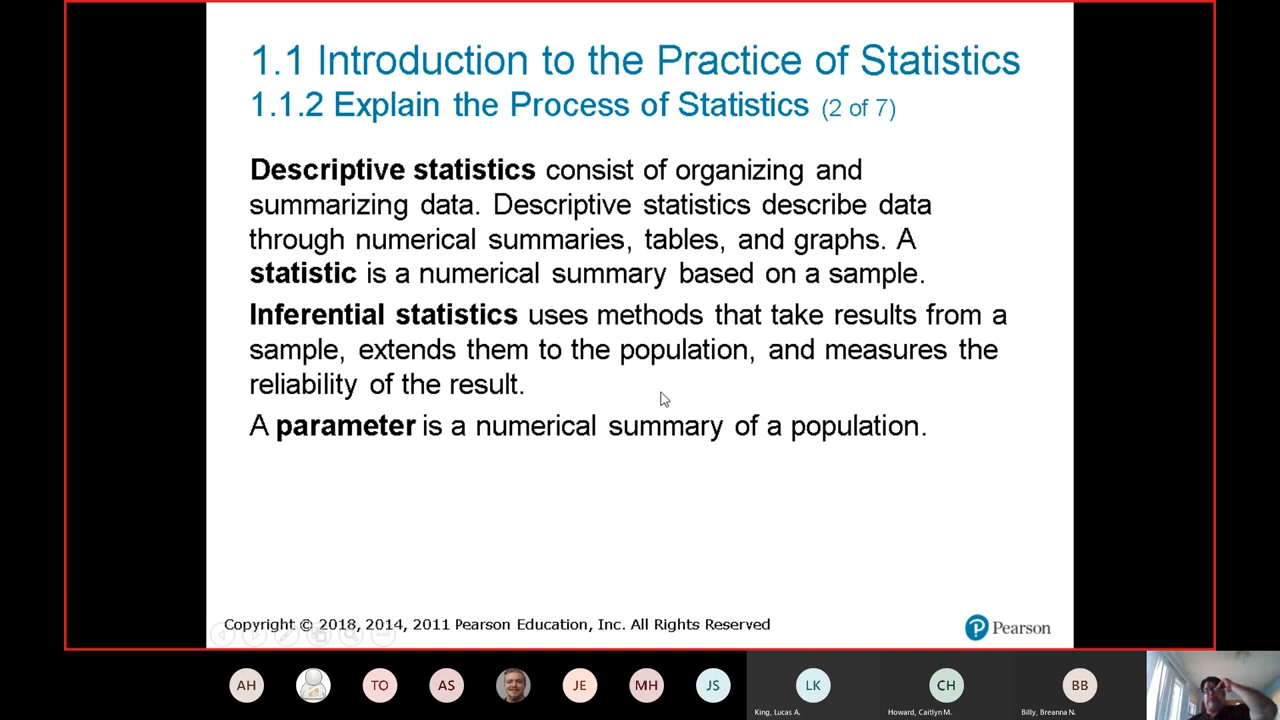 1.1 Introduction to the Practice of Statistics
1.1.2 Explain the Process of Statistics (2 of 7)
Descriptive statistics consist of organizing and
summarizing data. Descriptive statistics describe data
through numerical summaries, tables, and graphs. A
statistic is a numerical summary based on a sample.
Inferential statistics uses methods that take results from a
sample, extends them to the population, and measures the
reliability of the result.
A parameter is a numerical summary of a population.
Copyright © 2018, 2014, 2011 Pearson Education, Inc. All Rights Reserved
P Pearson
AH TO AS JE MH JS LK CH BB
King, Lucas A. Howard, Caitlyn M. Billy, Breanna N.